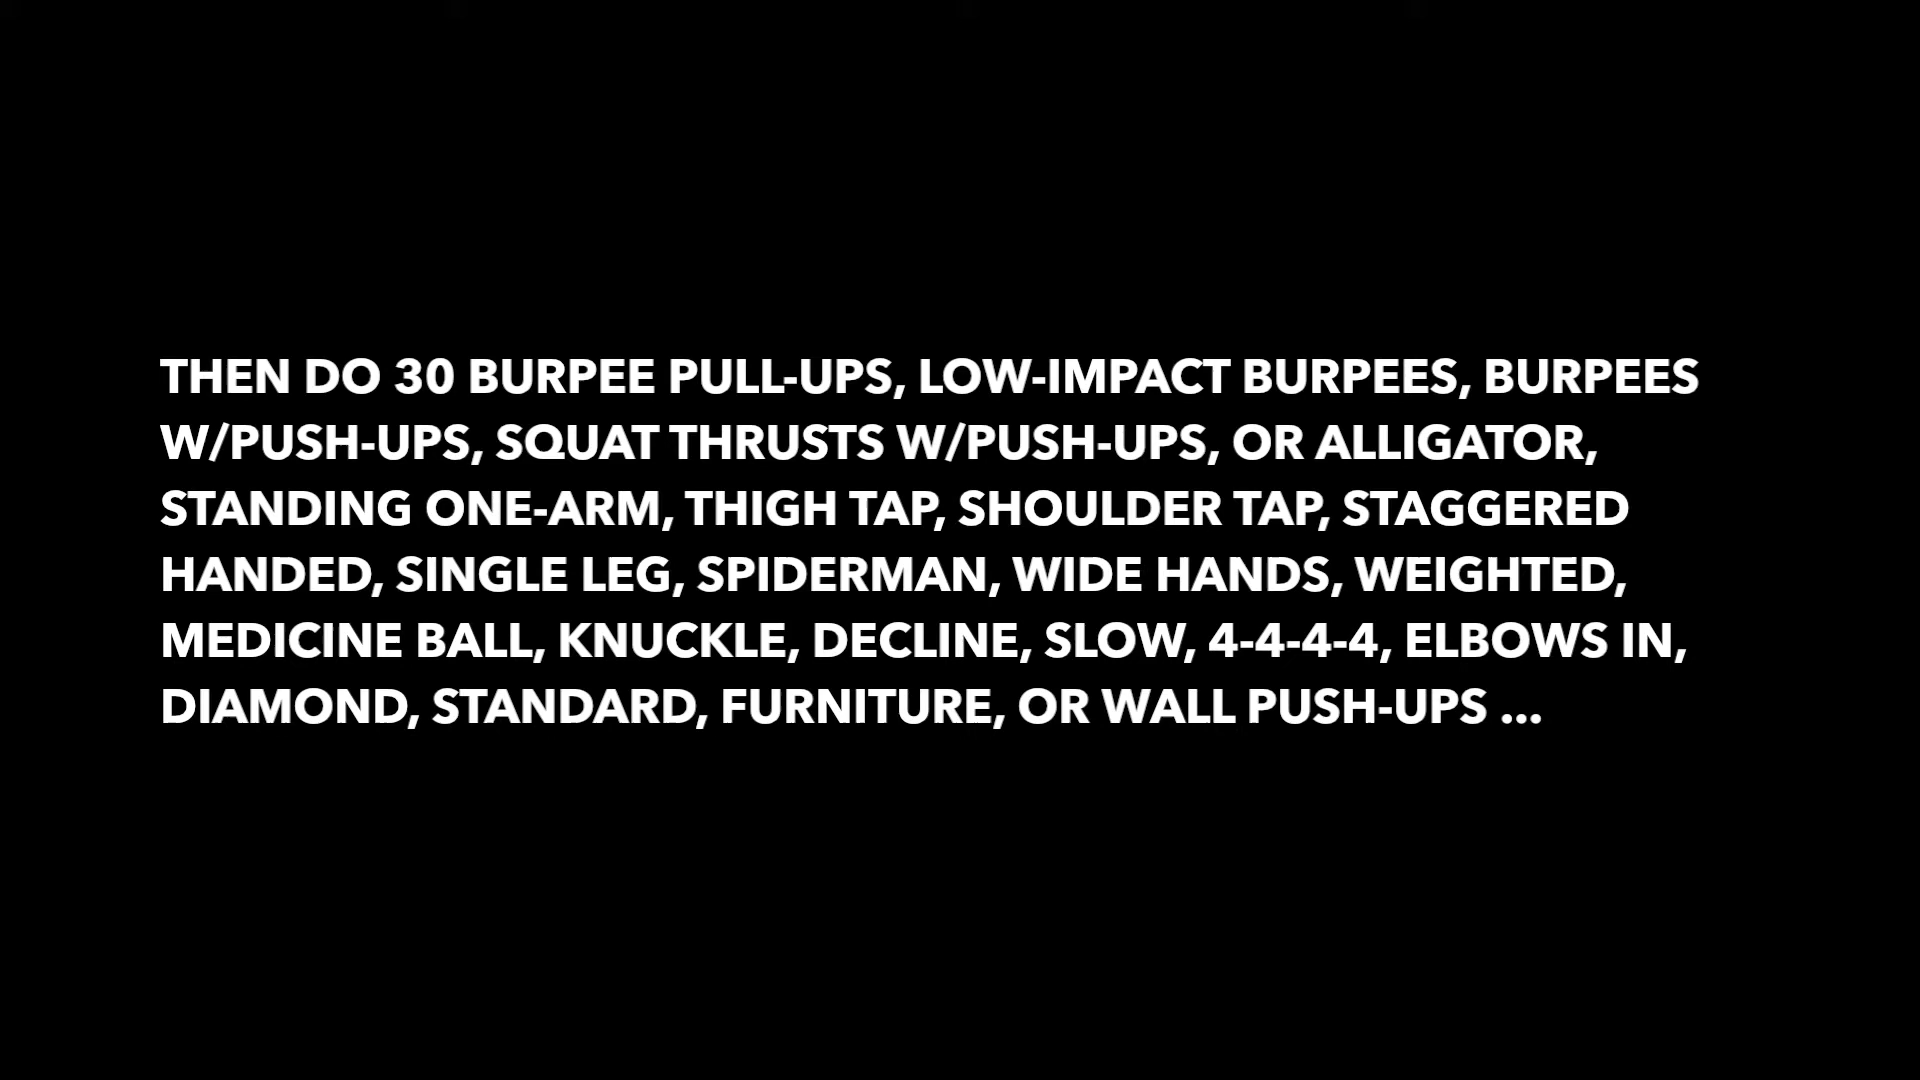 THEN DO 30 BURPEE PULL-UPS, LOW-IMPACT BURPEES, BURPEES
W/PUSH-UPS, SQUAT THRUSTS W/PUSH-UPS, OR ALLIGATOR,
STANDING ONE-ARM, THIGH TAP, SHOULDER TAP, STAGGERED
HANDED, SINGLE LEG, SPIDERMAN, WIDE HANDS, WEIGHTED,
MEDICINE BALL, KNUCKLE, DECLINE, SLOW, 4-4-4-4, ELBOWS IN,
DIAMOND, STANDARD, FURNITURE, OR WALL PUSH-UPS ...